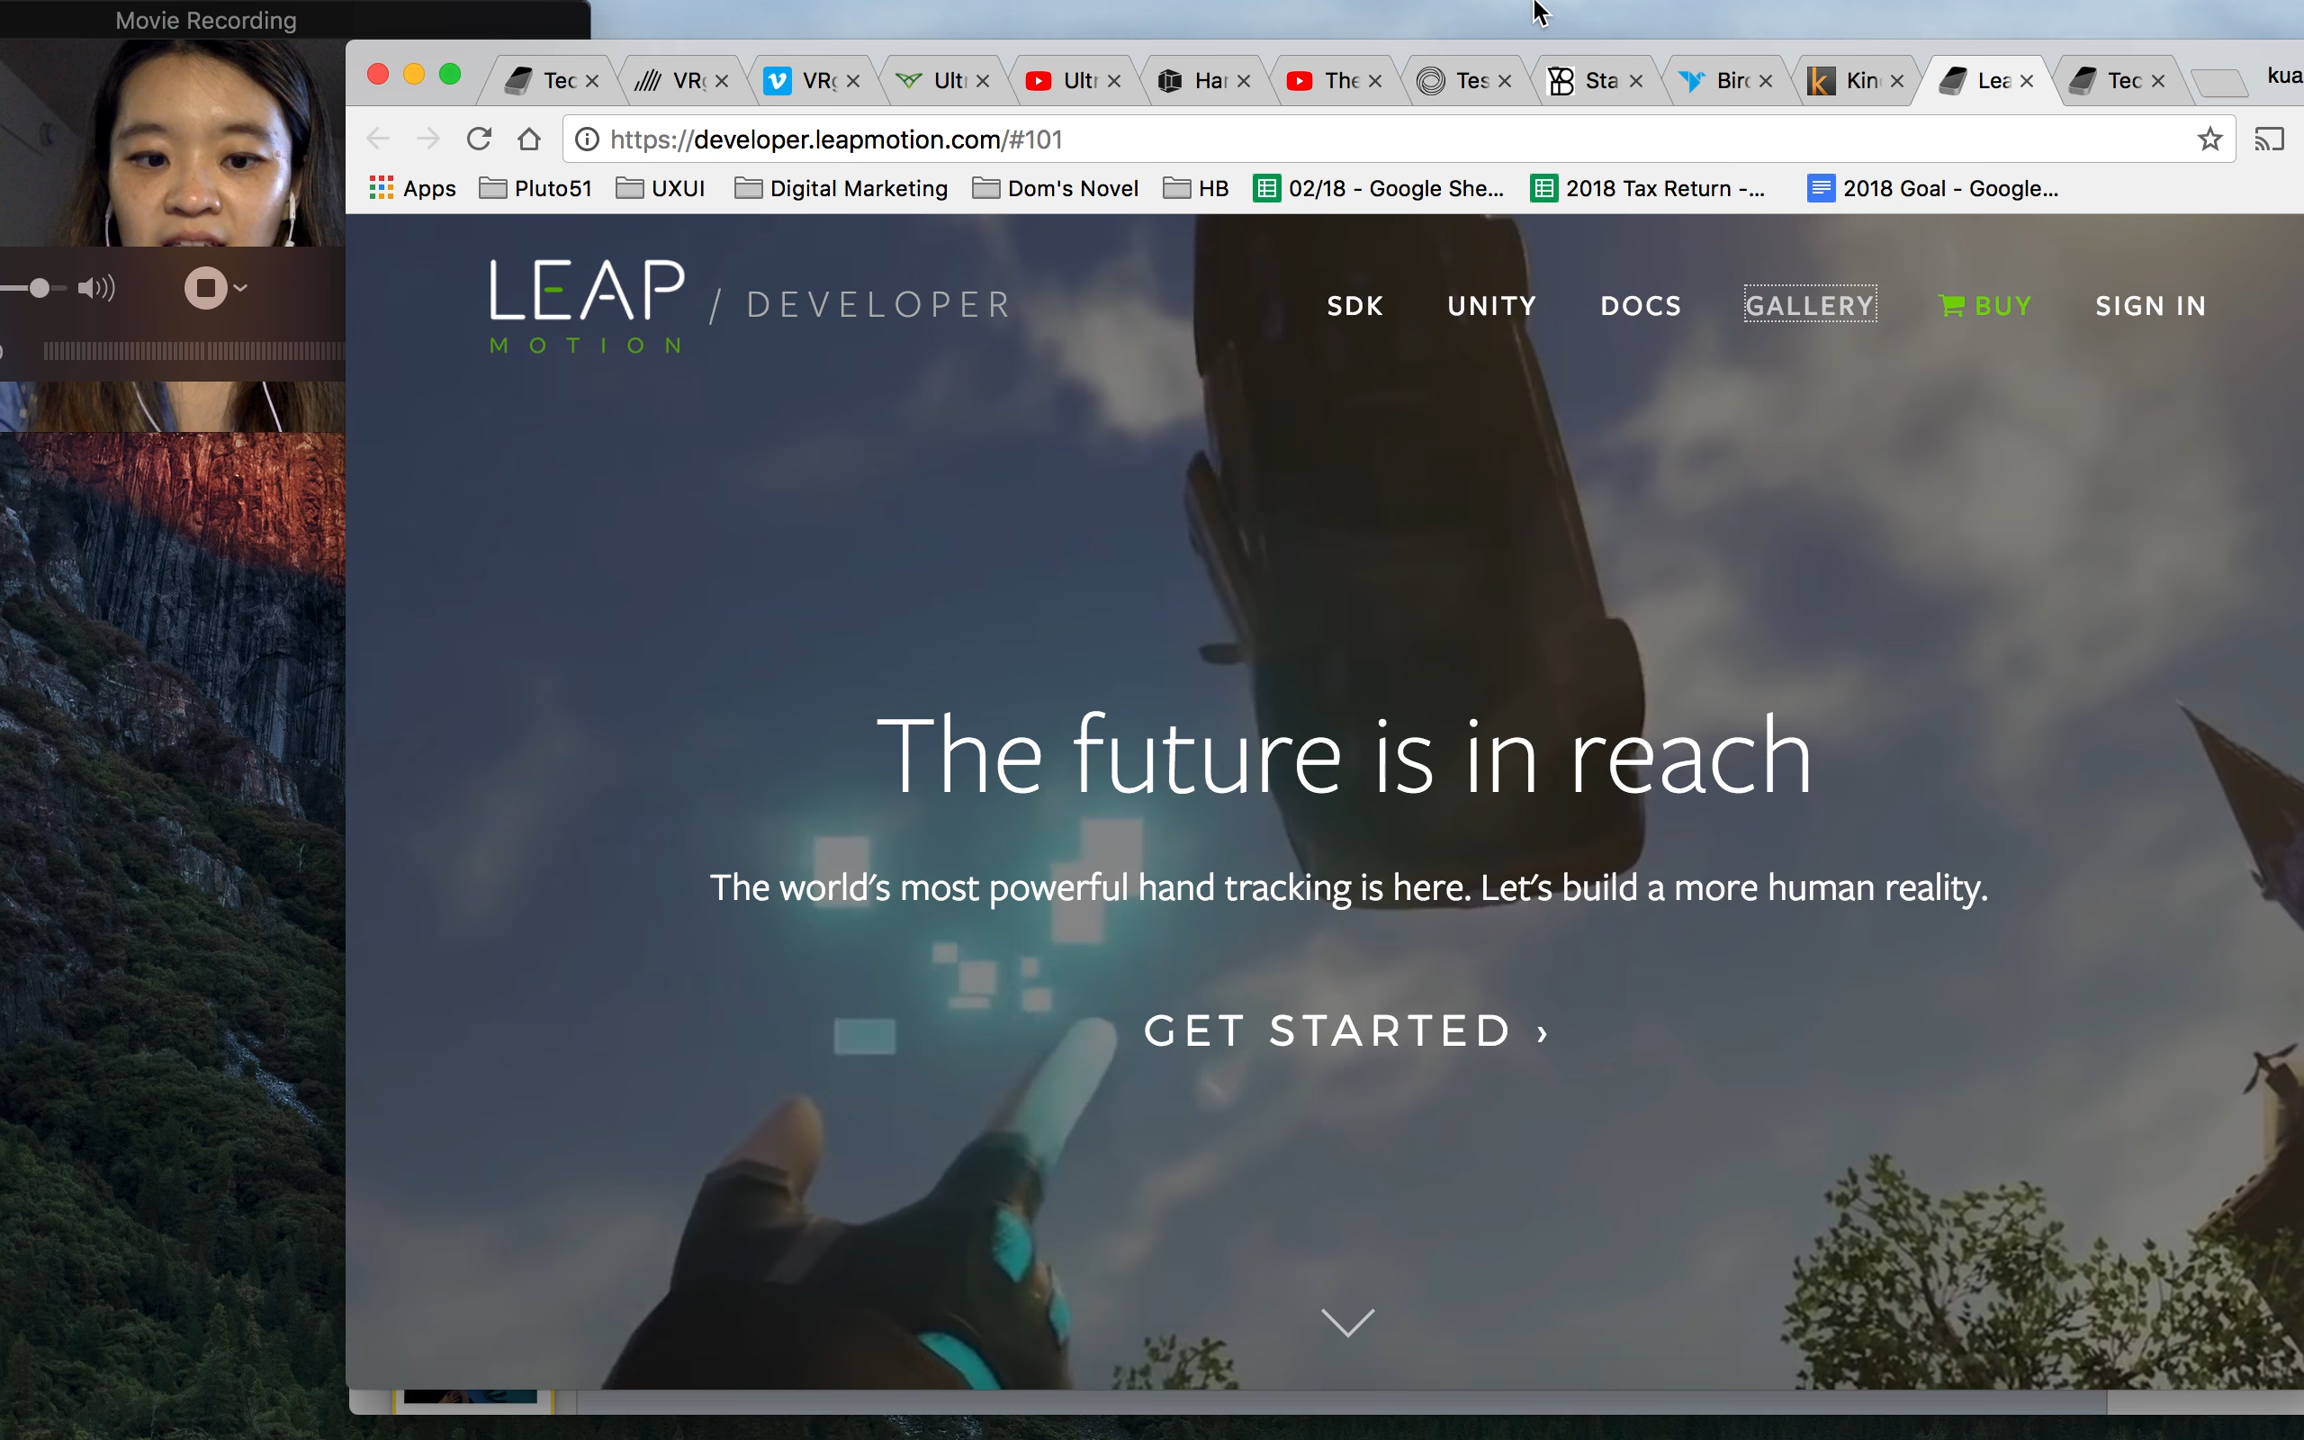 Movie Recording
Tec VR Vimeo VR Ult Ult Har The Tes Sta Birc Kin Lea Tec kua
https://developer.leapmotion.com/#101
Apps Pluto51 UXUI Digital Marketing Dom's Novel HB 02/18 - Google She... 2018 Tax Return -... 2018 Goal - Google...
LEAP MOTION / DEVELOPER
SDK UNITY DOCS GALLERY BUY SIGN IN
The future is in reach
The world's most powerful hand tracking is here. Let's build a more human reality.
GET STARTED ›